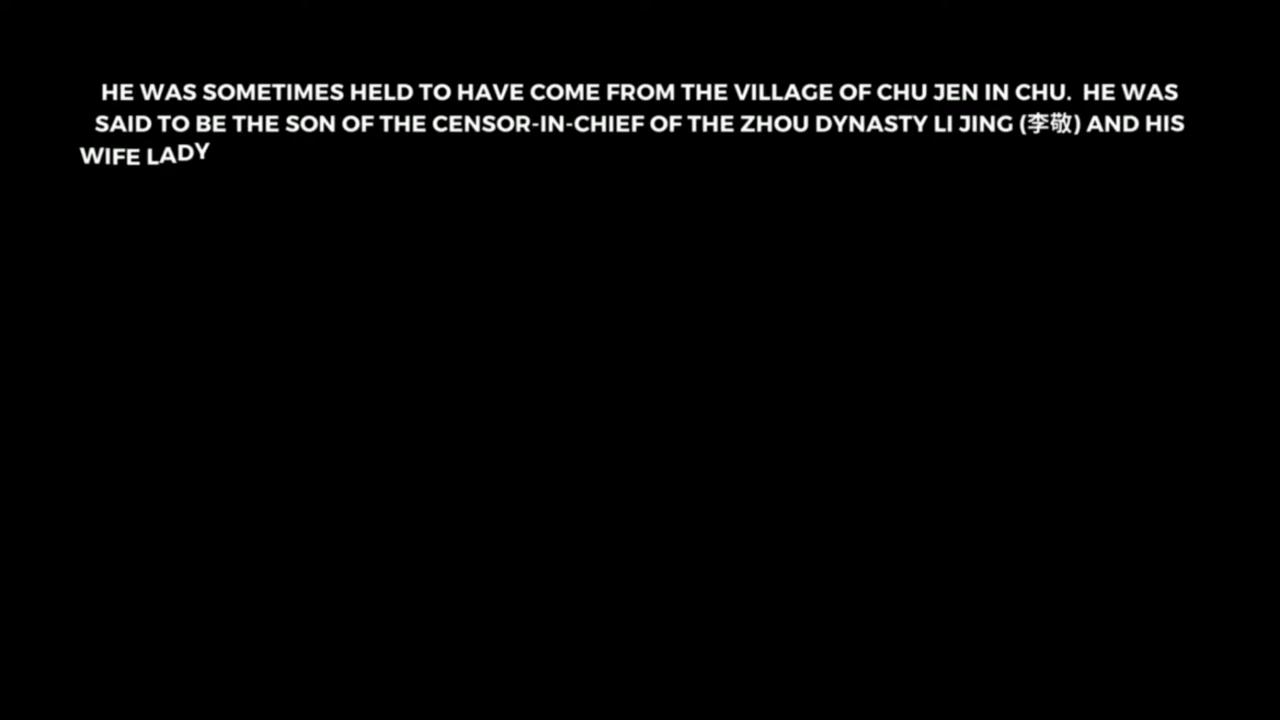 HE WAS SOMETIMES HELD TO HAVE COME FROM THE VILLAGE OF CHU JEN IN CHU. HE WAS
SAID TO BE THE SON OF THE CENSOR-IN-CHIEF OF THE ZHOU DYNASTY LI JING (李敬) AND HIS
WIFE LADY